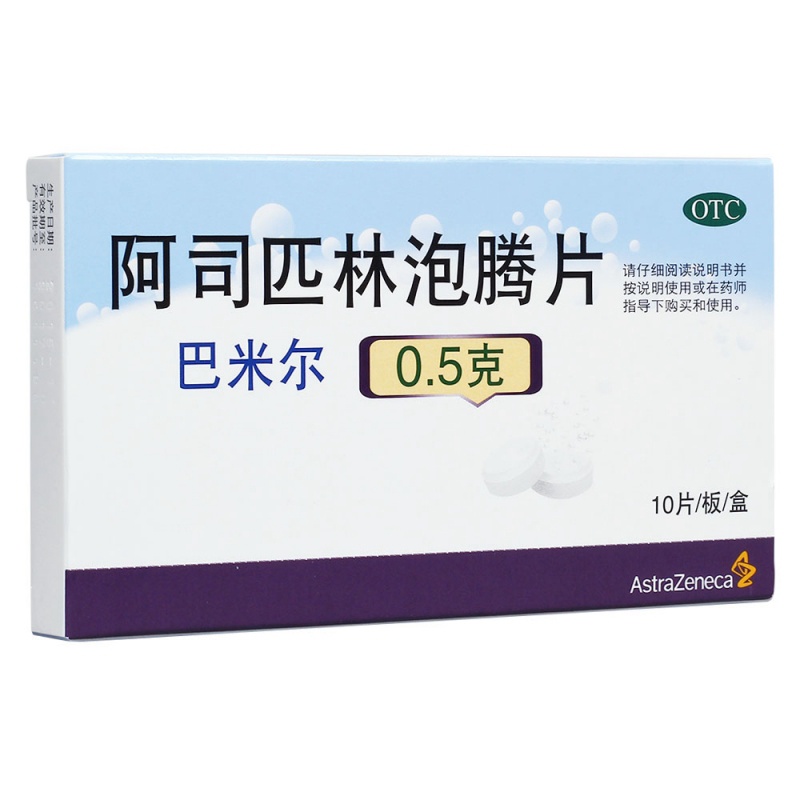 生产日期:
有效期至:
产品批号:
OTC
阿司匹林泡腾片
请仔细阅读说明书并
按说明使用或在药师
指导下购买和使用。
巴米尔
0.5克
10片/板/盒
AstraZeneca